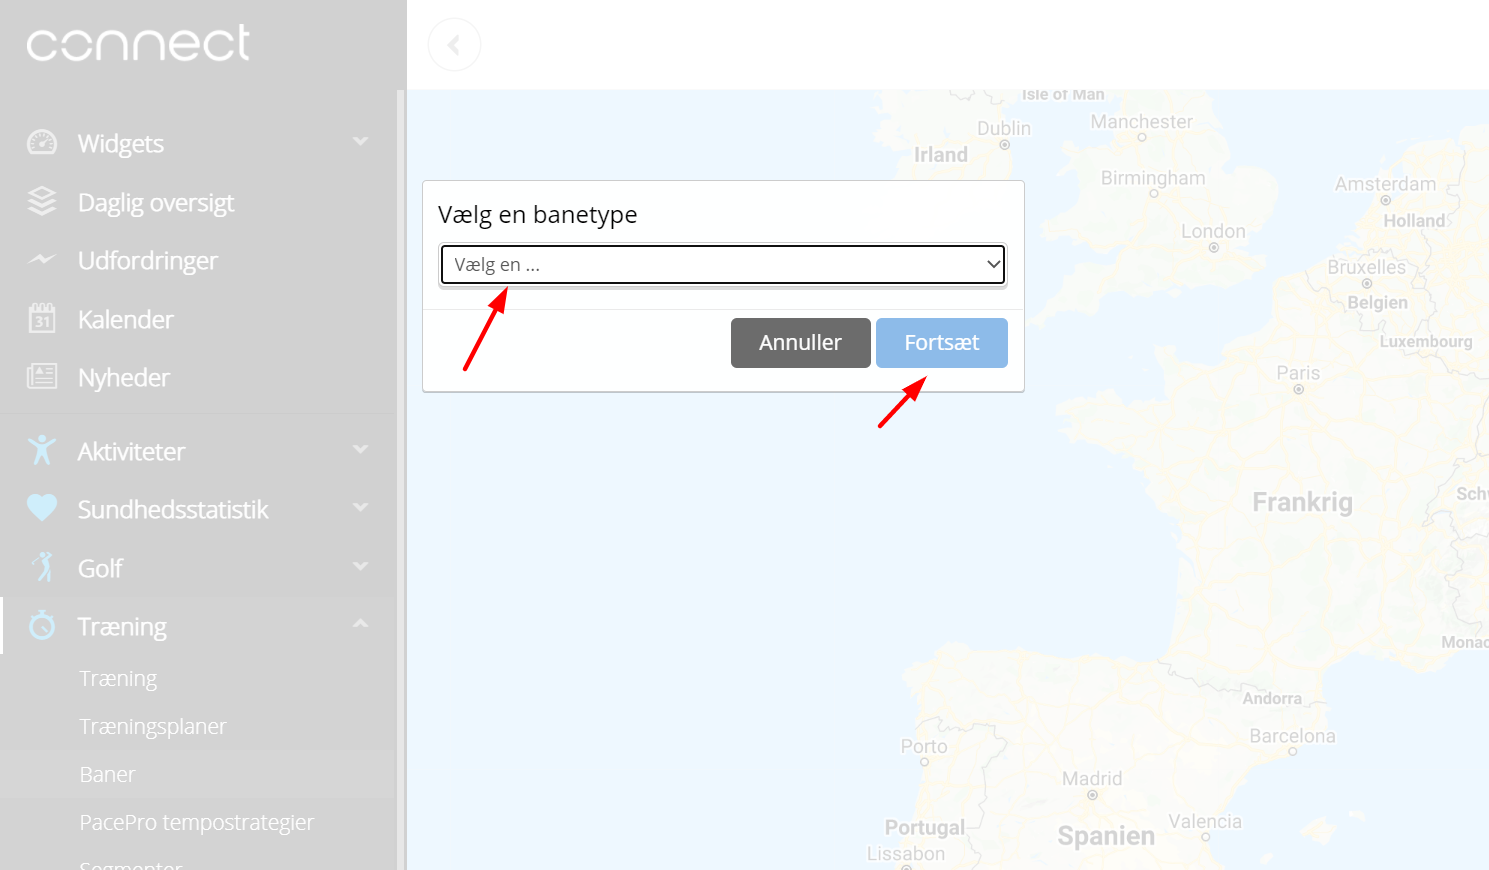 connect
Widgets
Daglig oversigt
Udfordringer
31
Kalender
Nyheder
Aktiviteter
Sundhedsstatistik
Golf
Træning
Træning
Træningsplaner
Baner
PacePro tempostrategier
Segmenter
Vælg en banetype
Vælg en ...
Annuller
Fortsæt
Isle of Man
Dublin
Manchester
Irland
Birmingham
Amsterdam
Holland
London
Bruxelles
Belgien
Luxembourg
Paris
Frankrig
Schw
Monac
Andorra
Barcelona
Porto
Madrid
Valencia
Portugal
Spanien
Lissabon